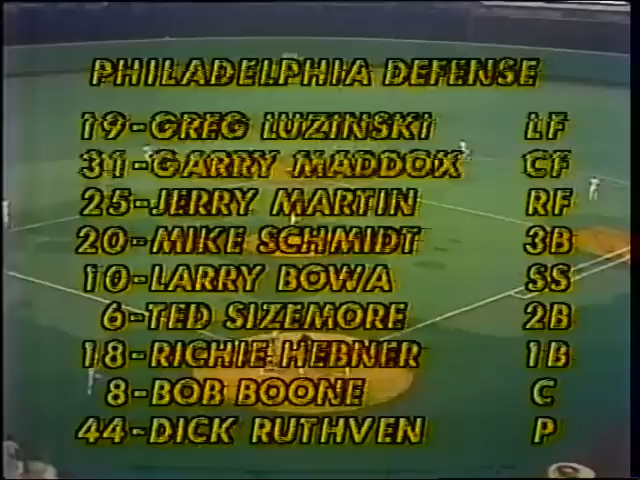 PHILADELPHIA DEFENSE
19-GREG LUZINSKI LF
31-GARRY MADDOX CF
25-JERRY MARTIN RF
20-MIKE SCHMIDT 3B
10-LARRY BOWA SS
6-TED SIZEMORE 2B
18-RICHIE HEBNER 1B
8-BOB BOONE C
44-DICK RUTHVEN P